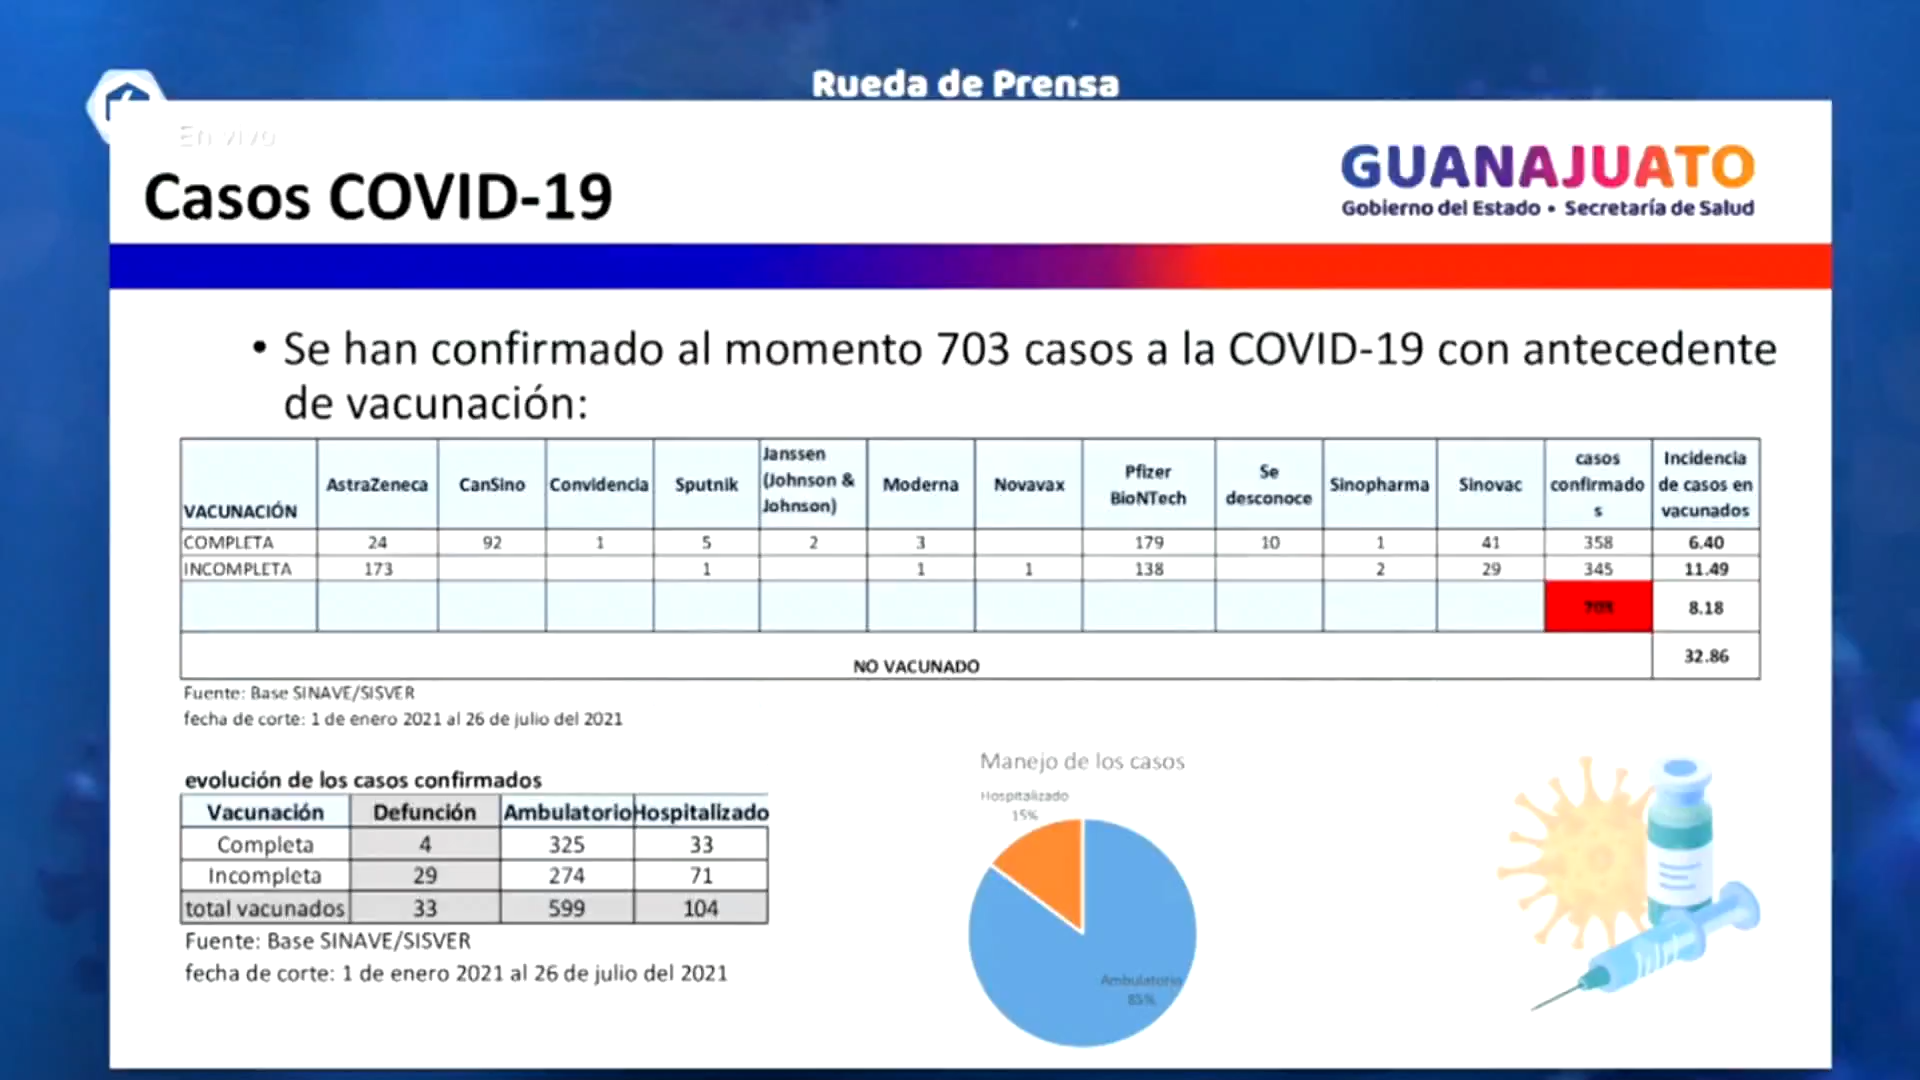 Rueda de Prensa
En vivo
Casos COVID-19
GUANAJUATO
Gobierno del Estado • Secretaría de Salud
• Se han confirmado al momento 703 casos a la COVID-19 con antecedente
de vacunación:
VACUNACIÓN AstraZeneca CanSino Convidencia Sputnik Janssen (Johnson & Johnson) Moderna Novavax Pfizer BioNTech Se desconoce Sinopharma Sinovac casos confirmado s Incidencia de casos en vacunados
COMPLETA 24 92 1 5 2 3 179 10 1 41 358 6.40
INCOMPLETA 173 1 1 1 138 2 29 345 11.49
703 8.18
NO VACUNADO 32.86
Fuente: Base SINAVE/SISVER
fecha de corte: 1 de enero 2021 al 26 de julio del 2021
evolución de los casos confirmados
Vacunación Defunción Ambulatorio Hospitalizado
Completa 4 325 33
Incompleta 29 274 71
total vacunados 33 599 104
Fuente: Base SINAVE/SISVER
fecha de corte: 1 de enero 2021 al 26 de julio del 2021
Manejo de los casos
Hospitalizado
15%
Ambulatorio
85%